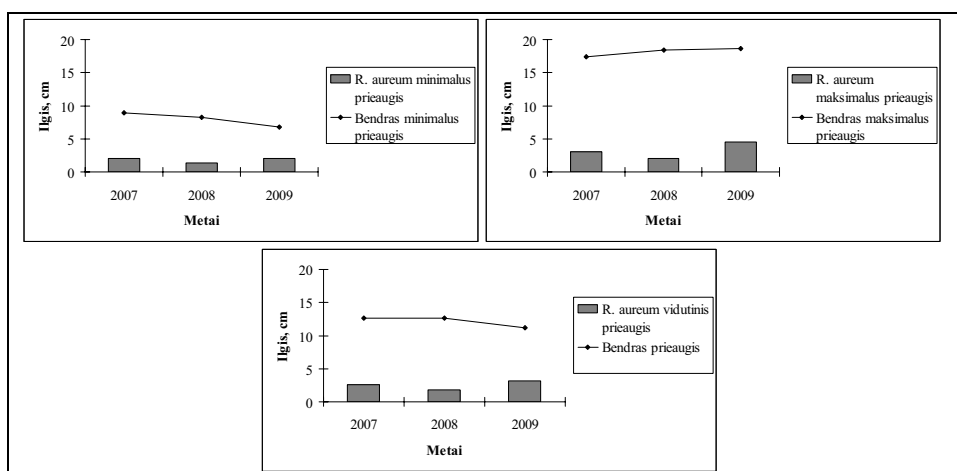 20
15
10
5
0
Ilgis, cm
2007
2008
2009
Metai
R. aureum minimalus
prieaugis
Bendras minimalus
prieaugis
20
15
10
5
0
Ilgis, cm
2007
2008
2009
Metai
R. aureum
maksimalus prieaugis
Bendras maksimalus
prieaugis
20
15
10
5
0
Ilgis, cm
2007
2008
2009
Metai
R. aureum vidutinis
prieaugis
Bendras prieaugis